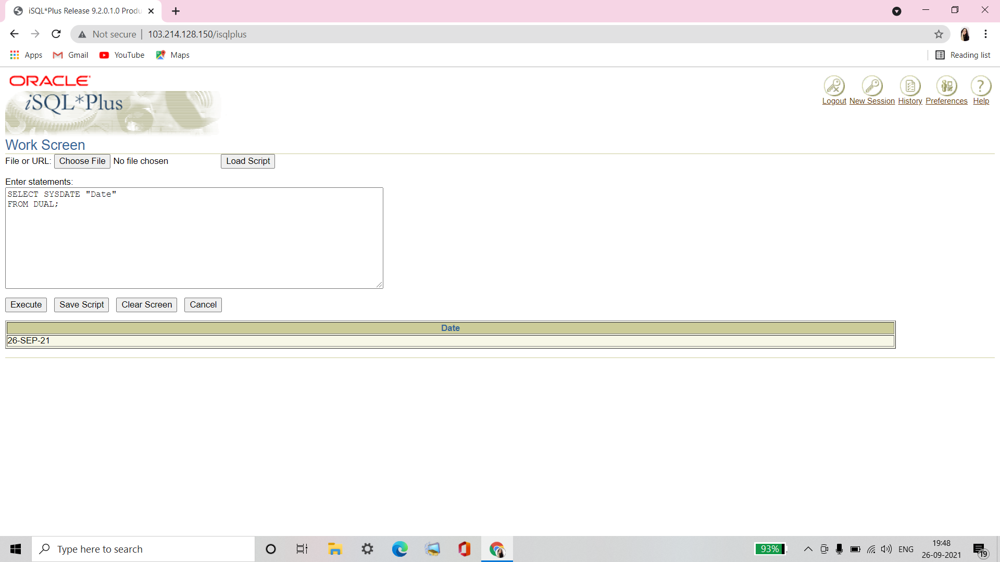 iSQL*Plus Release 9.2.0.1.0 Produ
Not secure | 103.214.128.150/isqlplus
Apps Gmail YouTube Maps Reading list
ORACLE
iSQL*Plus
Logout New Session History Preferences Help
Work Screen
File or URL: Choose File No file chosen Load Script
Enter statements:
SELECT SYSDATE "Date"
FROM DUAL;
Execute Save Script Clear Screen Cancel
Date
26-SEP-21
Type here to search
93%
ENG
19:48
26-09-2021
19